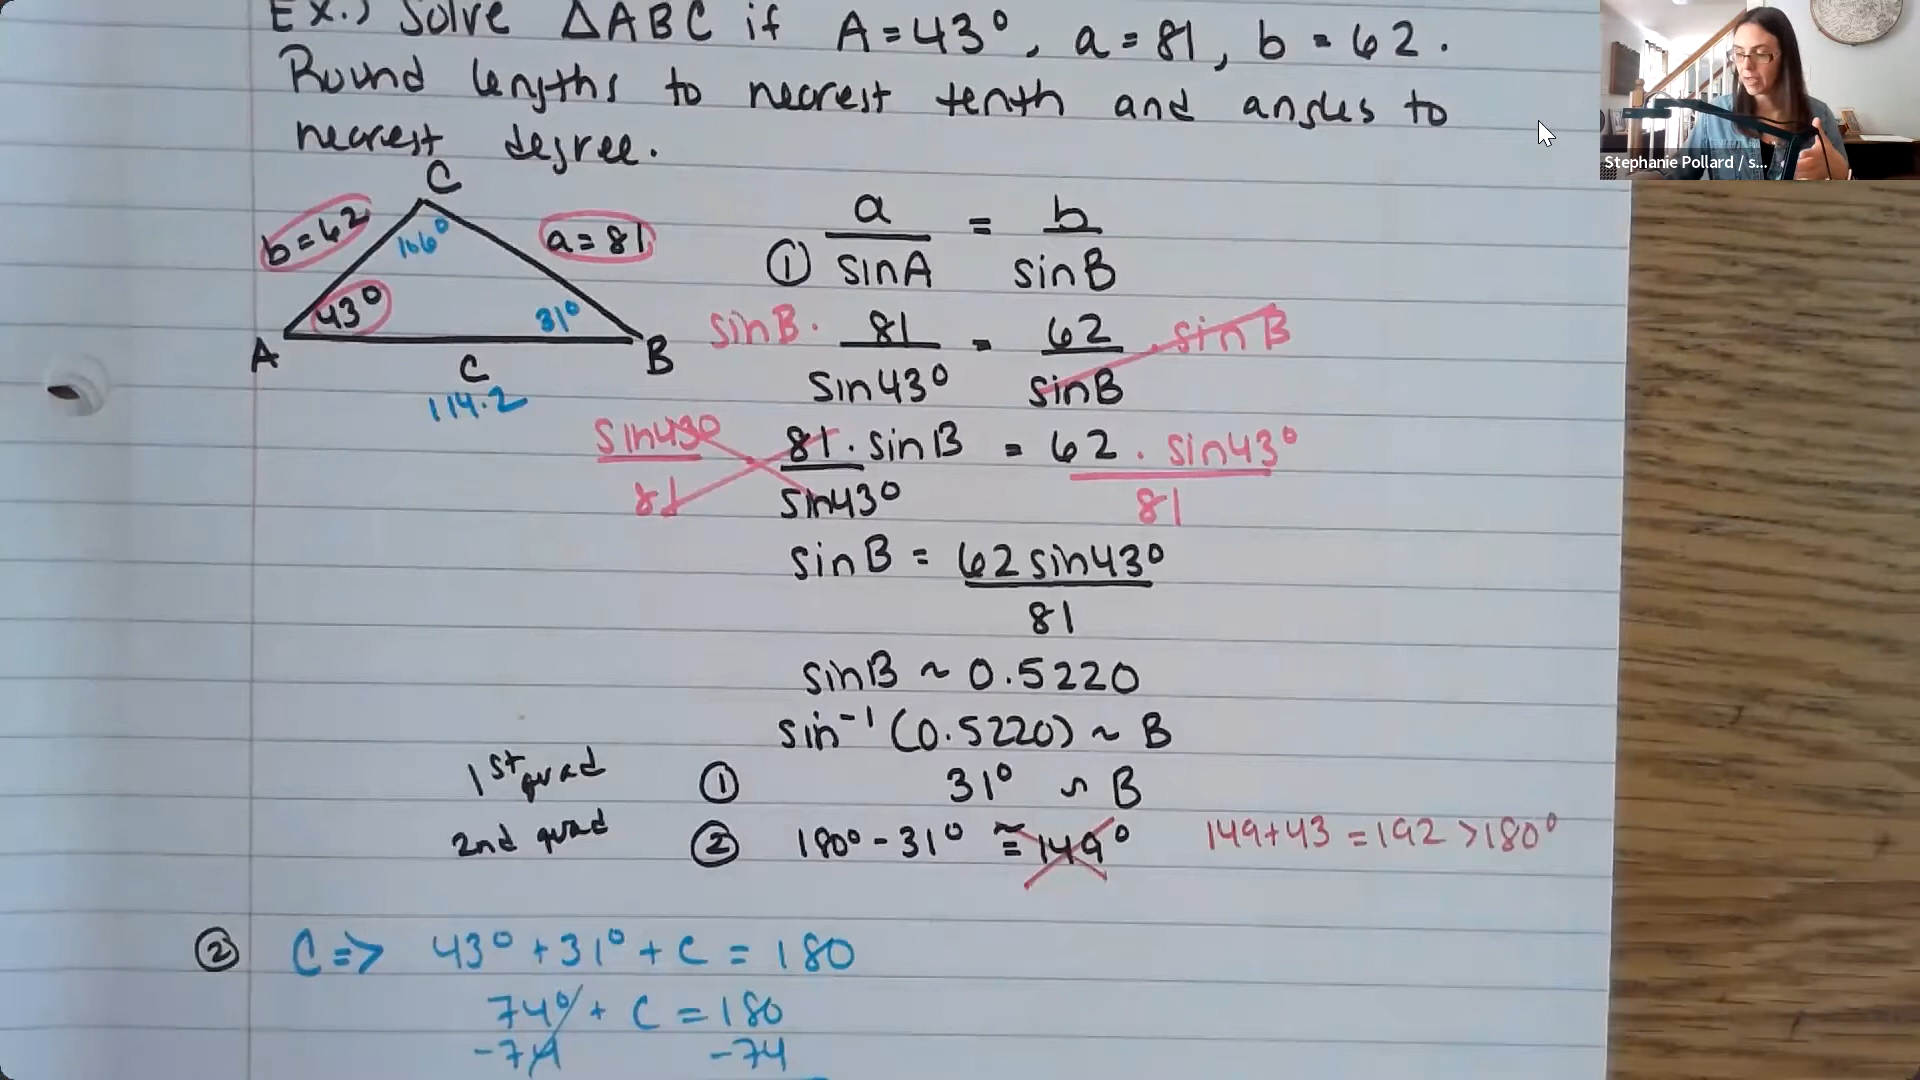 Ex.) Solve △ABC if A=43°, a=81, b=62.
Round lengths to nearest tenth and angles to
nearest degree.
Stephanie Pollard / s...
C
b=62
106°
a=81
43°
31°
A
B
c
114.2
① a/sinA = b/sinB
sinB · 81/sin43° = 62/sinB · sinB
sin430/81 81·sinB/sin43° = 62 · sin43°/81
sinB = 62sin43°/81
sinB ~ 0.5220
sin⁻¹(0.5220) ~ B
1st quad ① 31° ~ B
2nd quad ② 180°-31° ≅ 149° 149+43=192>180°
② C => 43°+31°+C=180
74°+ C = 180
-74 -74